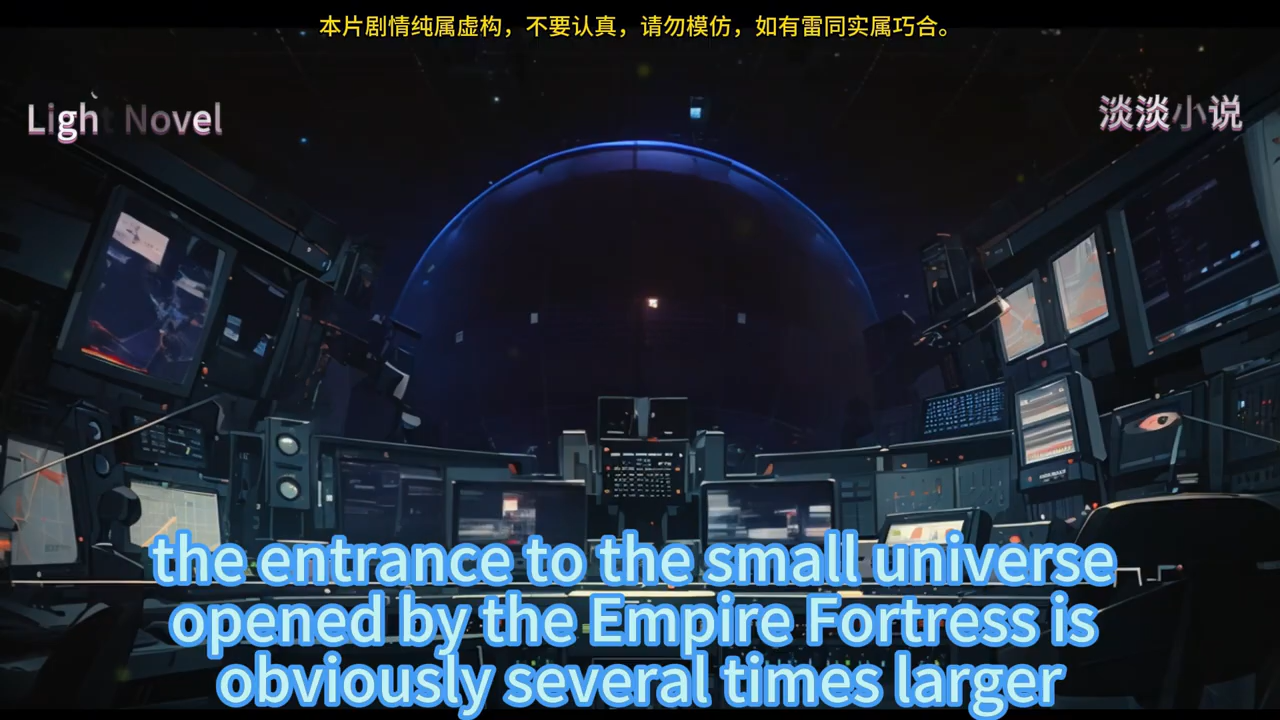 本片剧情纯属虚构，不要认真，请勿模仿，如有雷同实属巧合。
Light Novel
淡淡小说
the entrance to the small universe
opened by the Empire Fortress is
obviously several times larger